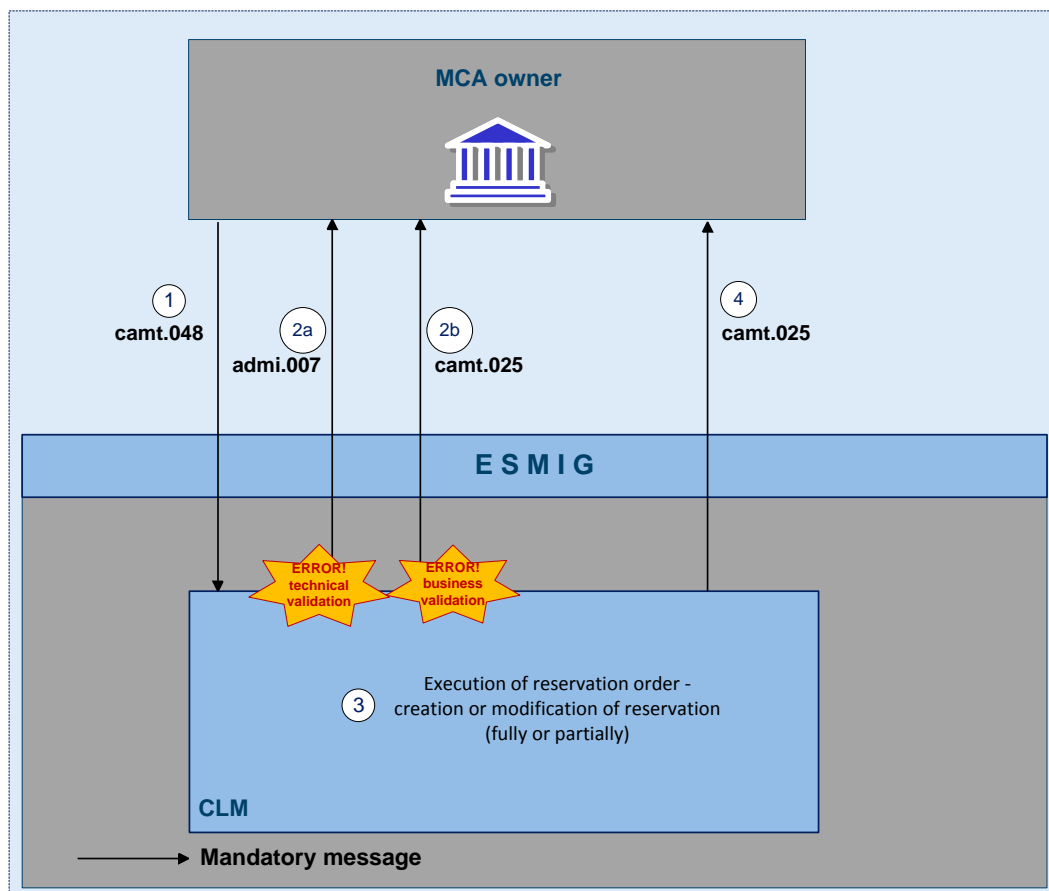 MCA owner
1
camt.048
2a
admi.007
2b
camt.025
4
camt.025
E S M I G
ERROR!
technical
validation
ERROR!
business
validation
3
Execution of reservation order -
creation or modification of reservation
(fully or partially)
CLM
Mandatory message